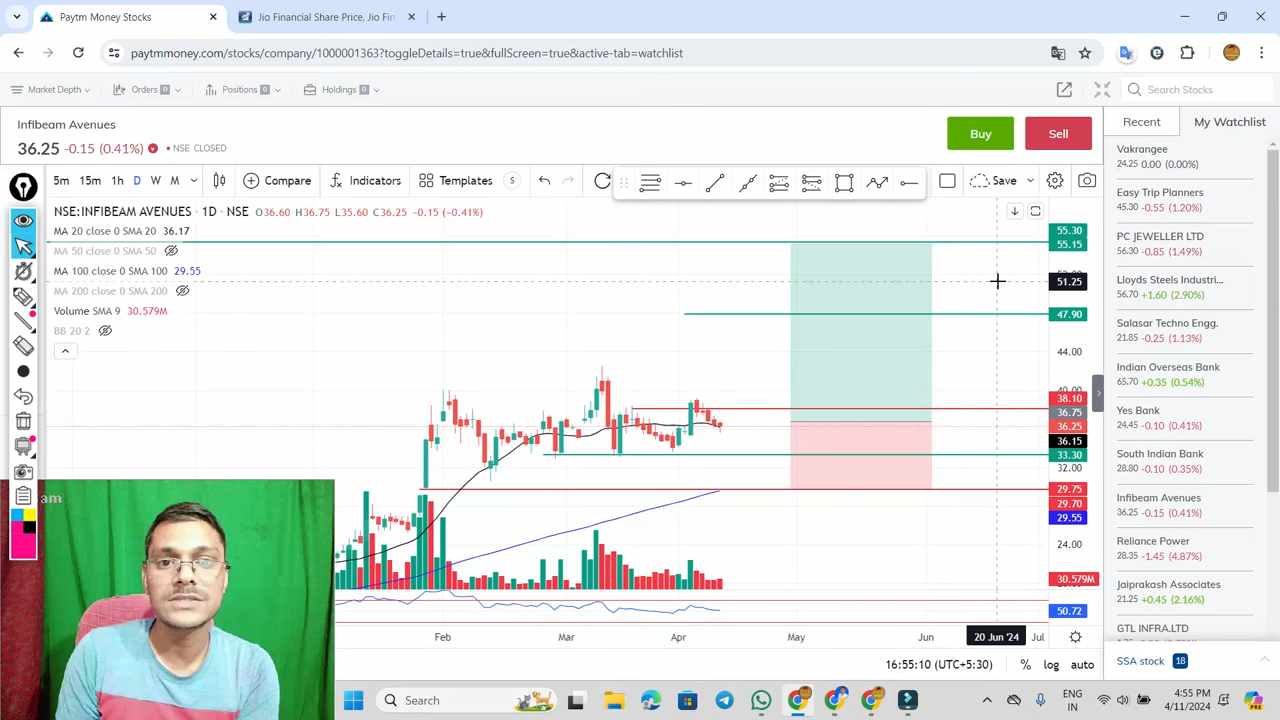 Paytm Money Stocks
Jio Financial Share Price, Jio Fin
paytmmoney.com/stocks/company/1000001363?toggleDetails=true&fullScreen=true&active-tab=watchlist
Market Depth
Orders 0
Positions 0
Holdings 0
Search Stocks
Infibeam Avenues
36.25 -0.15 (0.41%) NSE CLOSED
Buy
Sell
Recent
My Watchlist
5m 15m 1h D W M
Compare
Indicators
Templates
S
Save
NSE:INFIBEAM AVENUES · 1D · NSE O36.60 H36.75 L35.60 C36.25 -0.15 (-0.41%)
MA 20 close 0 SMA 20 36.17
MA 50 close 0 SMA 50
MA 100 close 0 SMA 100 29.55
MA 200 close 0 SMA 200
Volume SMA 9 30.579M
BB 20 2
55.30
55.15
51.25
47.90
44.00
40.00
38.10
36.75
36.25
36.15
33.30
32.00
29.75
29.70
29.55
24.00
30.579M
50.72
Feb Mar Apr May Jun 20 Jun '24 Jul
16:55:10 (UTC+5:30) % log auto
Vakrangee
24.25 0.00 (0.00%)
Easy Trip Planners
45.30 -0.55 (1.20%)
PC JEWELLER LTD
56.30 -0.85 (1.49%)
Lloyds Steels Industri...
56.70 +1.60 (2.90%)
Salasar Techno Engg.
21.85 -0.25 (1.13%)
Indian Overseas Bank
65.70 +0.35 (0.54%)
Yes Bank
24.45 -0.10 (0.41%)
South Indian Bank
28.80 -0.10 (0.35%)
Infibeam Avenues
36.25 -0.15 (0.41%)
Reliance Power
28.35 -1.45 (4.87%)
Jaiprakash Associates
21.25 +0.45 (2.16%)
GTL INFRA.LTD
SSA stock 18
am
Search
ENG
IN
4:55 PM
4/11/2024